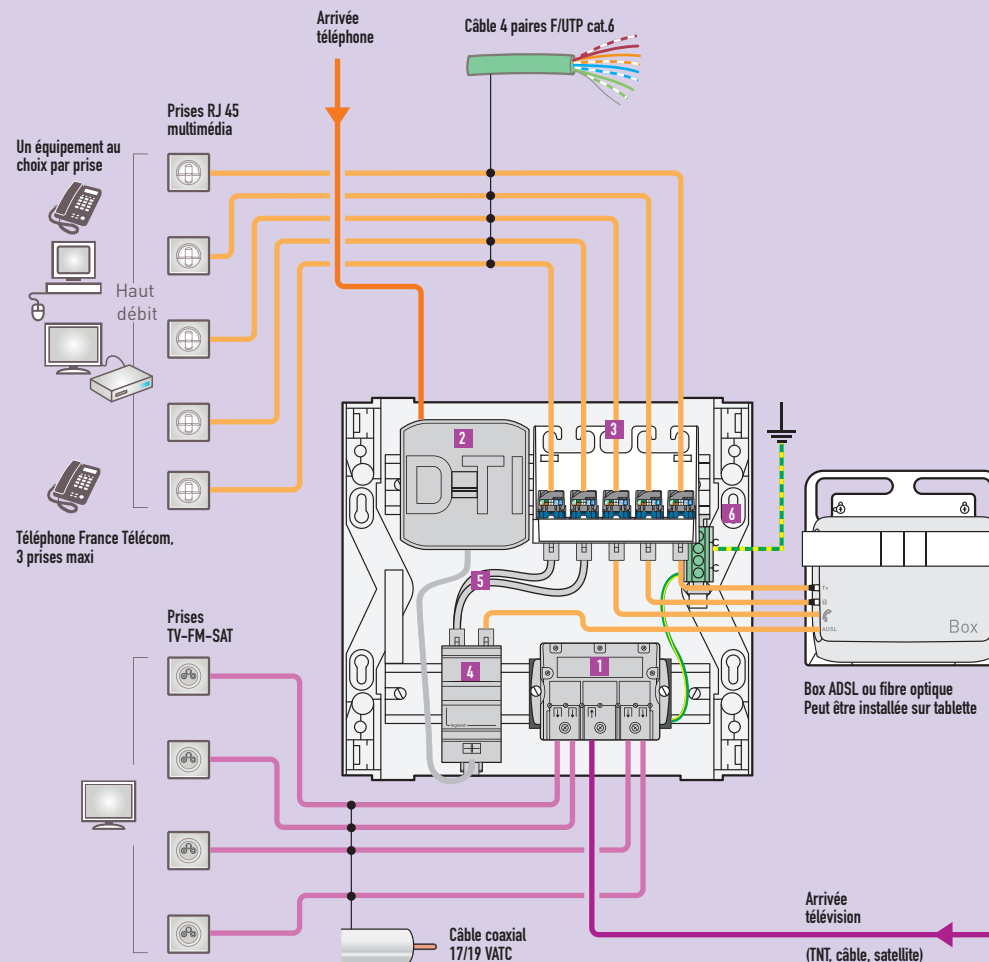 Arrivée
téléphone
Câble 4 paires F/UTP cat.6
Prises RJ 45
multimédia
Un équipement au
choix par prise
Haut
débit
Téléphone France Télécom,
3 prises maxi
2
DTI
3
6
5
4
legrand
1
Tv
ADSL
Box
Box ADSL ou fibre optique
Peut être installée sur tablette
Prises
TV-FM-SAT
Câble coaxial
17/19 VATC
Arrivée
télévision
(TNT, câble, satellite)